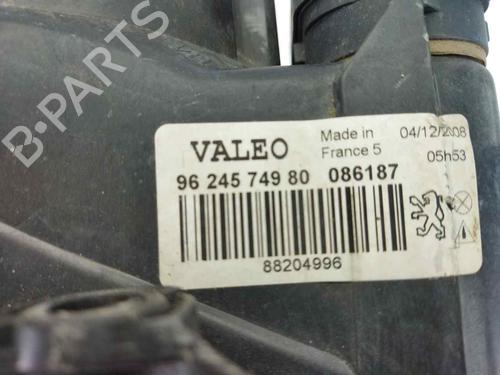 B-PARTS
VALEO
Made in
France 5
04/12/2008
05h53
96 245 749 80 086187
88204996